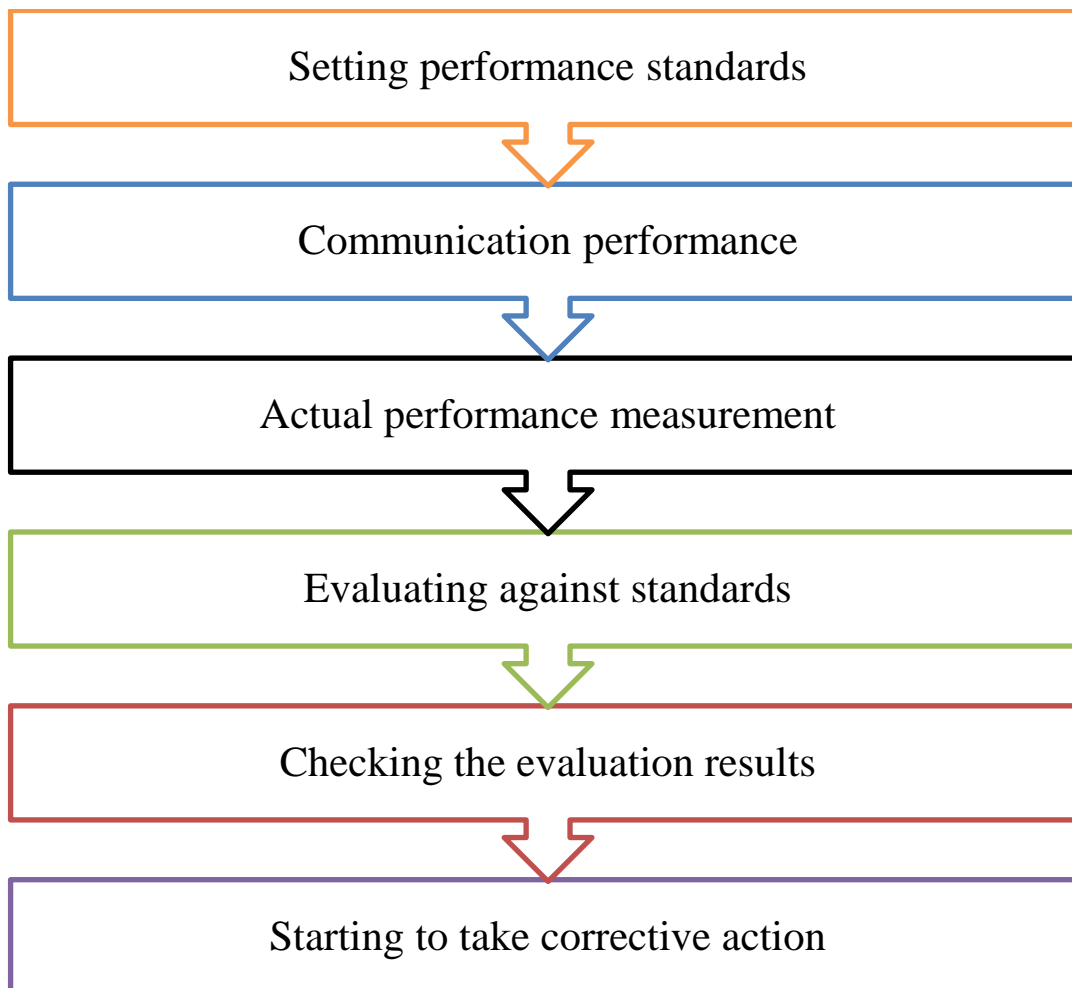 Setting performance standards
Communication performance
Actual performance measurement
Evaluating against standards
Checking the evaluation results
Starting to take corrective action